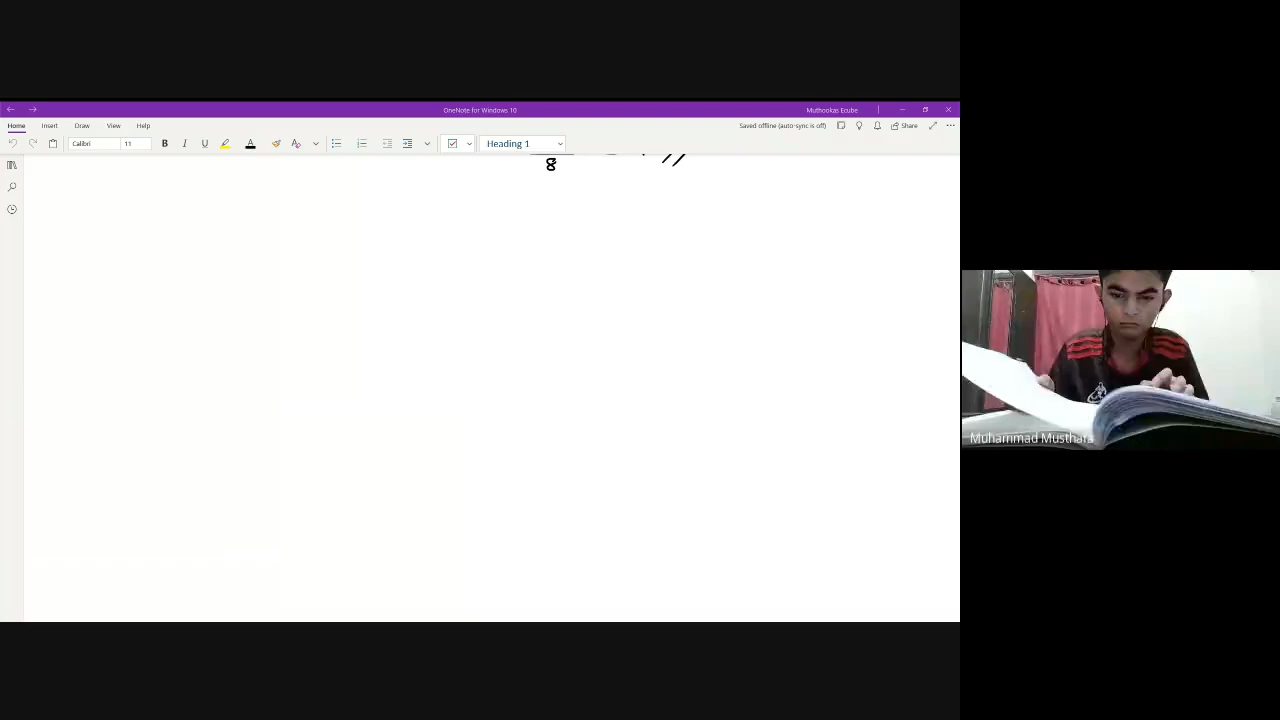 OneNote for Windows 10
Muthookas Ecube
Home Insert Draw View Help
Saved offline (auto-sync is off) Share
Calibri 11 B I U A A Heading 1
8
Muhammad Musthafa